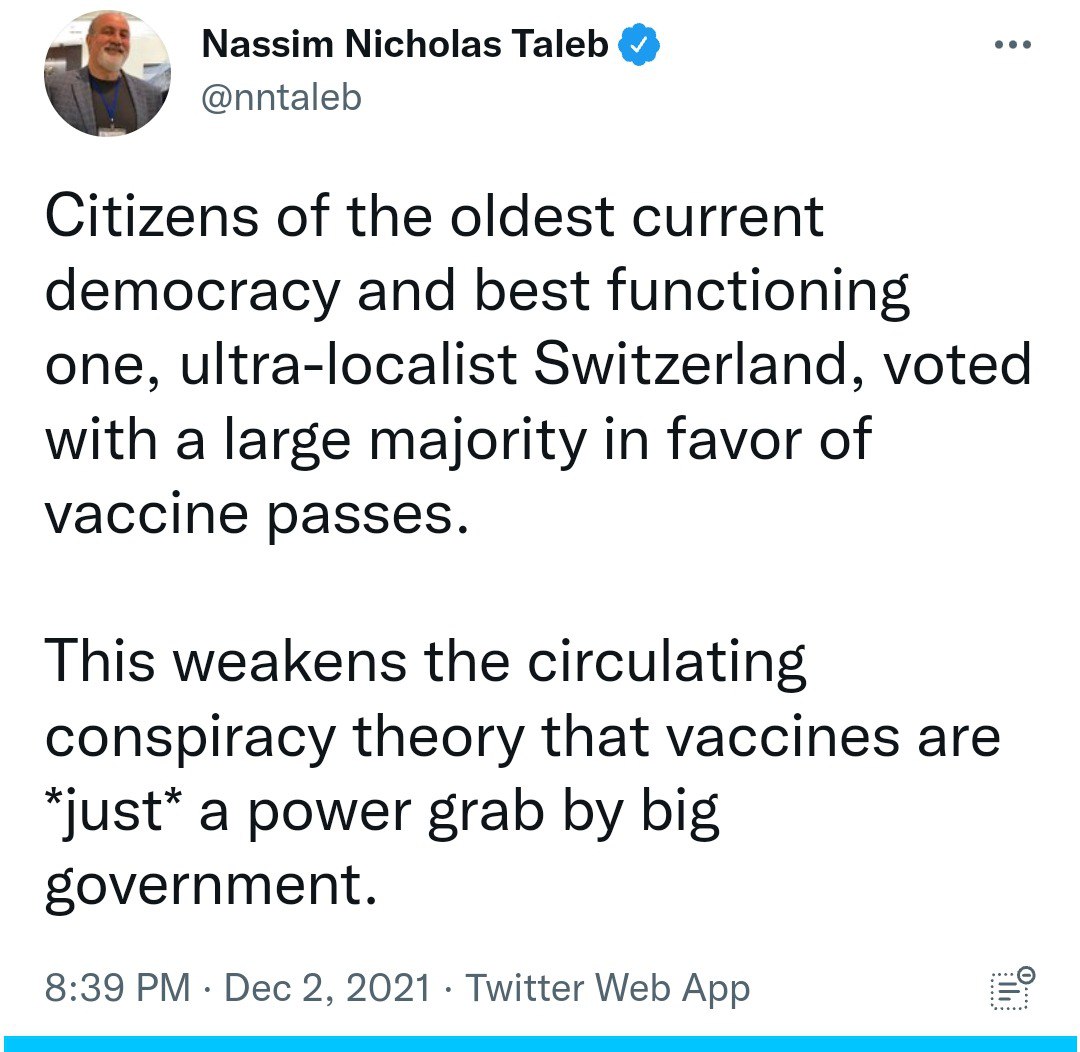 Nassim Nicholas Taleb
@nntaleb
Citizens of the oldest current
democracy and best functioning
one, ultra-localist Switzerland, voted
with a large majority in favor of
vaccine passes.
This weakens the circulating
conspiracy theory that vaccines are
*just* a power grab by big
government.
8:39 PM · Dec 2, 2021 · Twitter Web App